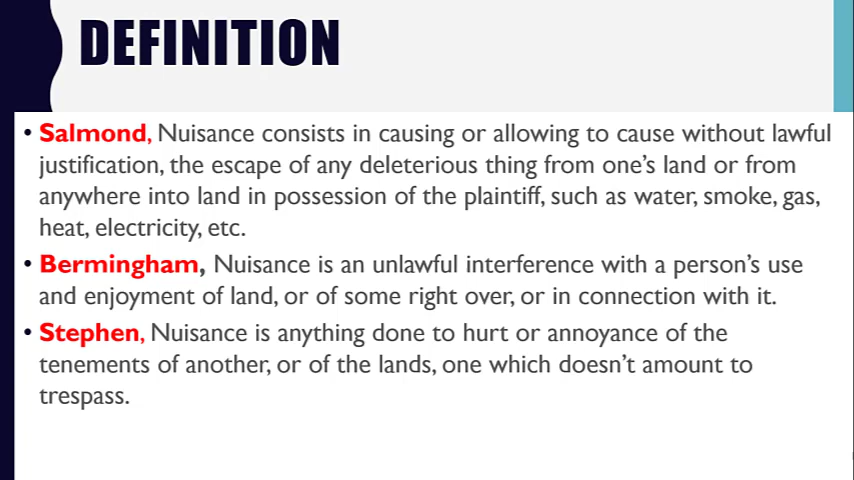 DEFINITION
• Salmond, Nuisance consists in causing or allowing to cause without lawful
justification, the escape of any deleterious thing from one’s land or from
anywhere into land in possession of the plaintiff, such as water, smoke, gas,
heat, electricity, etc.
• Bermingham, Nuisance is an unlawful interference with a person’s use
and enjoyment of land, or of some right over, or in connection with it.
• Stephen, Nuisance is anything done to hurt or annoyance of the
tenements of another, or of the lands, one which doesn’t amount to
trespass.